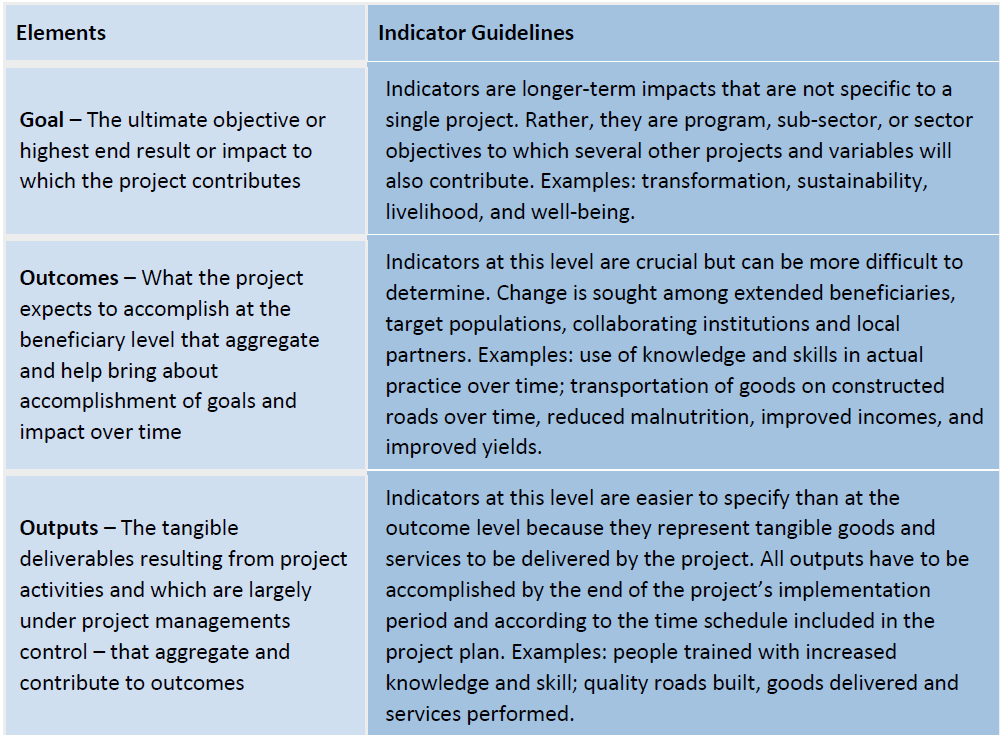 Elements
Indicator Guidelines
Goal – The ultimate objective or
highest end result or impact to
which the project contributes
Indicators are longer-term impacts that are not specific to a
single project. Rather, they are program, sub-sector, or sector
objectives to which several other projects and variables will
also contribute. Examples: transformation, sustainability,
livelihood, and well-being.
Outcomes – What the project
expects to accomplish at the
beneficiary level that aggregate
and help bring about
accomplishment of goals and
impact over time
Indicators at this level are crucial but can be more difficult to
determine. Change is sought among extended beneficiaries,
target populations, collaborating institutions and local
partners. Examples: use of knowledge and skills in actual
practice over time; transportation of goods on constructed
roads over time, reduced malnutrition, improved incomes, and
improved yields.
Outputs – The tangible
deliverables resulting from project
activities and which are largely
under project managements
control – that aggregate and
contribute to outcomes
Indicators at this level are easier to specify than at the
outcome level because they represent tangible goods and
services to be delivered by the project. All outputs have to be
accomplished by the end of the project’s implementation
period and according to the time schedule included in the
project plan. Examples: people trained with increased
knowledge and skill; quality roads built, goods delivered and
services performed.